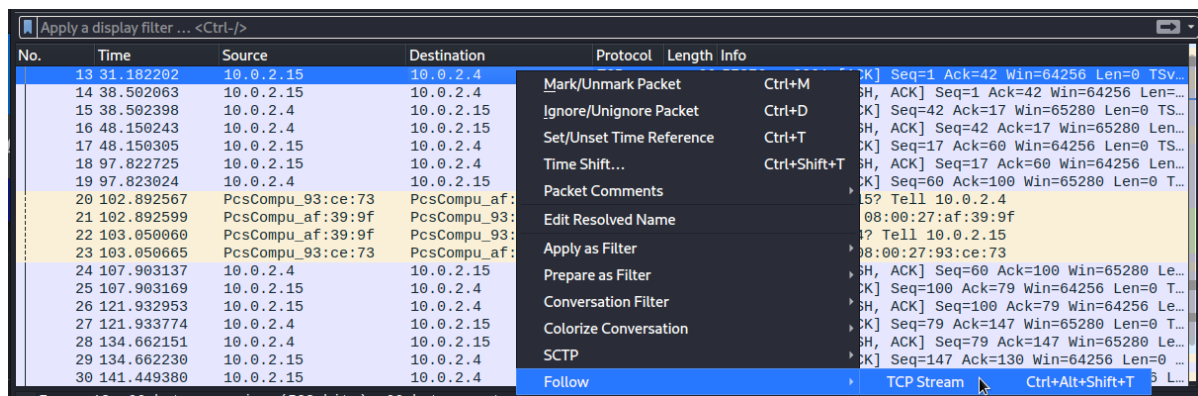 Apply a display filter … <Ctrl-/>
No. Time Source Destination Protocol Length Info
13 31.182202 10.0.2.15 10.0.2.4 [ACK] Seq=1 Ack=42 Win=64256 Len=0 TSv…
14 38.502063 10.0.2.15 10.0.2.4 SH, ACK] Seq=1 Ack=42 Win=64256 Len=…
15 38.502398 10.0.2.4 10.0.2.15 CK] Seq=42 Ack=17 Win=65280 Len=0 TS…
16 48.150243 10.0.2.4 10.0.2.15 SH, ACK] Seq=42 Ack=17 Win=65280 Len…
17 48.150305 10.0.2.15 10.0.2.4 CK] Seq=17 Ack=60 Win=64256 Len=0 TS…
18 97.822725 10.0.2.15 10.0.2.4 SH, ACK] Seq=17 Ack=60 Win=64256 Len…
19 97.823024 10.0.2.4 10.0.2.15 CK] Seq=60 Ack=100 Win=65280 Len=0 T…
20 102.892567 PcsCompu_93:ce:73 PcsCompu_af: 15? Tell 10.0.2.4
21 102.892599 PcsCompu_af:39:9f PcsCompu_93: 08:00:27:af:39:9f
22 103.050060 PcsCompu_af:39:9f PcsCompu_93: 4? Tell 10.0.2.15
23 103.050665 PcsCompu_93:ce:73 PcsCompu_af: 08:00:27:93:ce:73
24 107.903137 10.0.2.4 10.0.2.15 SH, ACK] Seq=60 Ack=100 Win=65280 Le…
25 107.903169 10.0.2.15 10.0.2.4 CK] Seq=100 Ack=79 Win=64256 Len=0 T…
26 121.932953 10.0.2.15 10.0.2.4 SH, ACK] Seq=100 Ack=79 Win=64256 Le…
27 121.933774 10.0.2.4 10.0.2.15 CK] Seq=79 Ack=147 Win=65280 Len=0 T…
28 134.662151 10.0.2.4 10.0.2.15 SH, ACK] Seq=79 Ack=147 Win=65280 Le…
29 134.662230 10.0.2.15 10.0.2.4 CK] Seq=147 Ack=130 Win=64256 Len=0 …
30 141.449380 10.0.2.15 10.0.2.4
Mark/Unmark Packet Ctrl+M
Ignore/Unignore Packet Ctrl+D
Set/Unset Time Reference Ctrl+T
Time Shift... Ctrl+Shift+T
Packet Comments
Edit Resolved Name
Apply as Filter
Prepare as Filter
Conversation Filter
Colorize Conversation
SCTP
Follow
TCP Stream Ctrl+Alt+Shift+T